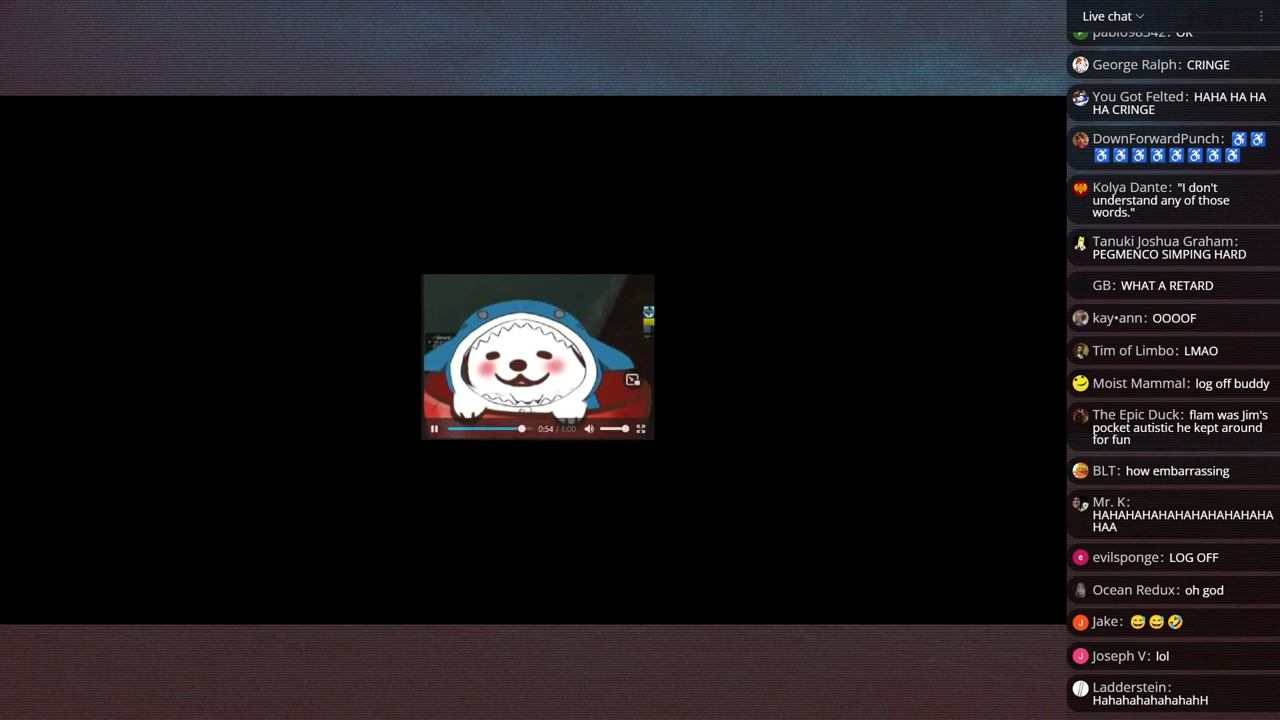 Live chat
pablo98342: OK
George Ralph: CRINGE
You Got Felted: HAHA HA HA
HA CRINGE
DownForwardPunch: ♿ ♿
♿ ♿ ♿ ♿ ♿ ♿ ♿ ♿
Kolya Dante: "I don't
understand any of those
words."
Tanuki Joshua Graham:
PEGMENCO SIMPING HARD
GB: WHAT A RETARD
kay•ann: OOOOF
Tim of Limbo: LMAO
Moist Mammal: log off buddy
The Epic Duck: flam was Jim's
pocket autistic he kept around
for fun
BLT: how embarrassing
Mr. K:
HAHAHAHAHAHAHAHAHAHA
HAA
e evilsponge: LOG OFF
Ocean Redux: oh god
J Jake: 😅 😅 🤣
J Joseph V: lol
Ladderstein:
HahahahahahahahH
0:54 / 1:00